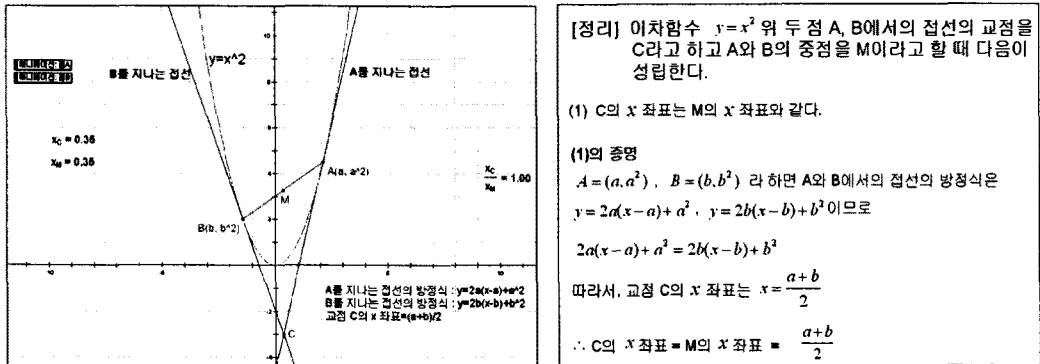 y=x^2
B를 지나는 접선
A를 지나는 접선
x_C = 0.35
x_M = 0.35
A(a, a^2)
x_C / x_M = 1.00
M
B(b, b^2)
-10
10
A를 지나는 접선의 방정식 : y=2a(x-a)+a^2
B를 지나는 접선의 방정식 : y=2b(x-b)+b^2
교점 C의 x 좌표=(a+b)/2
C
[정리] 이차함수 y = x² 위 두 점 A, B에서의 접선의 교점을
C라고 하고 A와 B의 중점을 M이라고 할 때 다음이
성립한다.
(1) C의 x 좌표는 M의 x 좌표와 같다.
(1)의 증명
A = (a, a²) , B = (b, b²) 라 하면 A와 B에서의 접선의 방정식은
y = 2a(x − a) + a² , y = 2b(x − b) + b² 이므로
2a(x − a) + a² = 2b(x − b) + b²
따라서, 교점 C의 x 좌표는 x = (a+b)/2
∴ C의 x 좌표 = M의 x 좌표 = (a+b)/2